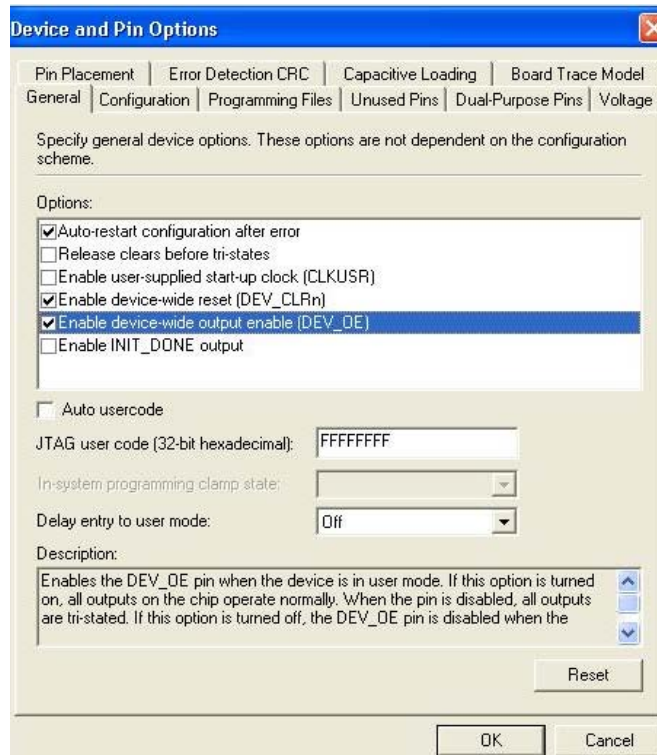 Device and Pin Options
Pin Placement Error Detection CRC Capacitive Loading Board Trace Model
General Configuration Programming Files Unused Pins Dual-Purpose Pins Voltage
Specify general device options. These options are not dependent on the configuration
scheme.
Options:
Auto-restart configuration after error
Release clears before tri-states
Enable user-supplied start-up clock (CLKUSR)
Enable device-wide reset (DEV_CLRn)
Enable device-wide output enable (DEV_OE)
Enable INIT_DONE output
Auto usercode
JTAG user code (32-bit hexadecimal): FFFFFFFF
In-system programming clamp state:
Delay entry to user mode: Off
Description:
Enables the DEV_OE pin when the device is in user mode. If this option is turned
on, all outputs on the chip operate normally. When the pin is disabled, all outputs
are tri-stated. If this option is turned off, the DEV_OE pin is disabled when the
Reset
OK Cancel